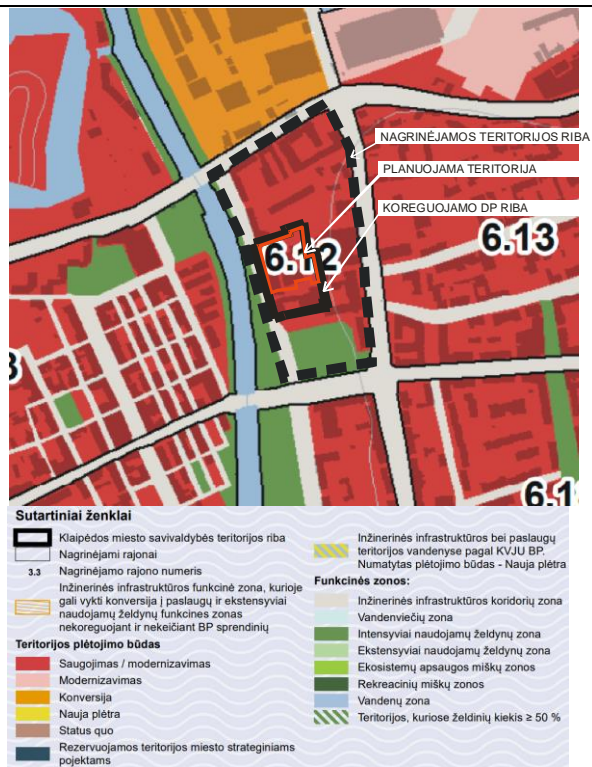 NAGRINĖJAMOS TERITORIJOS RIBA
PLANUOJAMA TERITORIJA
KOREGUOJAMO DP RIBA
6.12
6.13
3
6.1
Sutartiniai ženklai
Klaipėdos miesto savivaldybės teritorijos riba
Nagrinėjami rajonai
3.3 Nagrinėjamo rajono numeris
Inžinerinės infrastruktūros funkcinė zona, kurioje
gali vykti konversija į paslaugų ir ekstensyviai
naudojamų želdynų funkcines zonas
nekoreguojant ir nekeičiant BP sprendinių
Teritorijos plėtojimo būdas
Saugojimas / modernizavimas
Modernizavimas
Konversija
Nauja plėtra
Status quo
Rezervuojamos teritorijos miesto strateginiams
pojektams
Inžinerinės infrastruktūros bei paslaugų
teritorijos vandenyse pagal KVJU BP.
Numatytas plėtojimo būdas - Nauja plėtra
Funkcinės zonos:
Inžinerinės infrastruktūros koridorių zona
Vandenviečių zona
Intensyviai naudojamų želdynų zona
Ekstensyviai naudojamų želdynų zona
Ekosistemų apsaugos miškų zonos
Rekreacinių miškų zonos
Vandenų zona
Teritorijos, kuriose želdinių kiekis ≥ 50 %